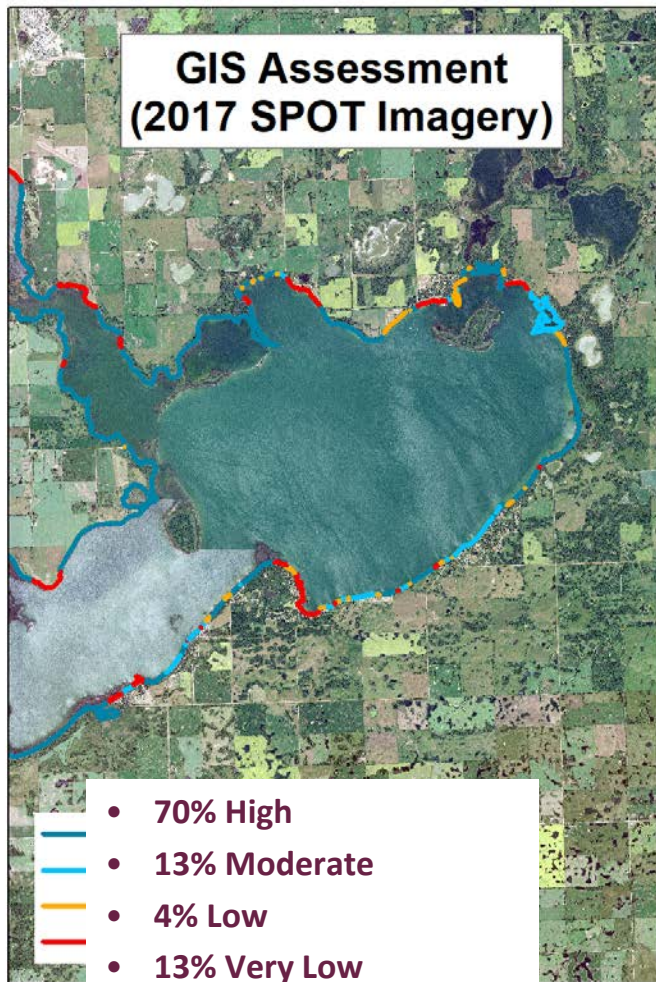 GIS Assessment
(2017 SPOT Imagery)
• 70% High
• 13% Moderate
• 4% Low
• 13% Very Low